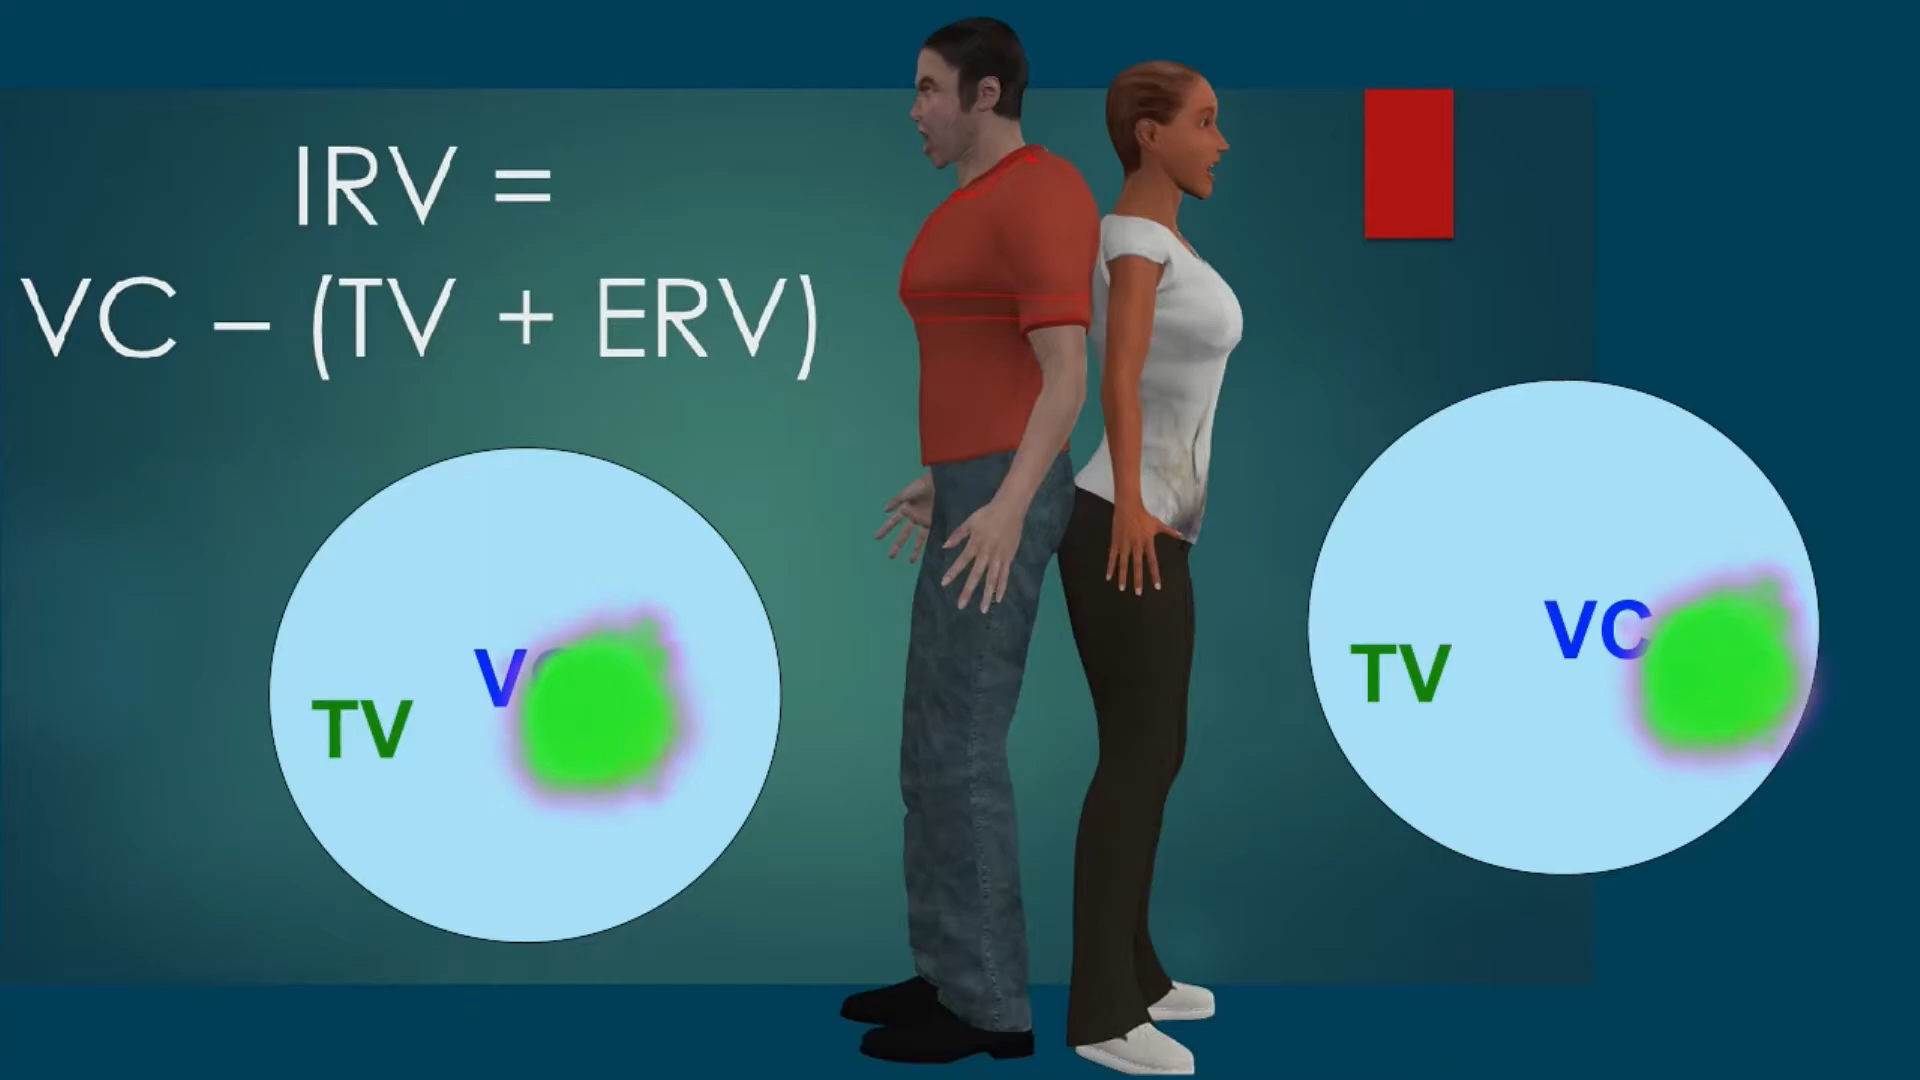 IRV =
VC – (TV + ERV)
TV
VC
TV